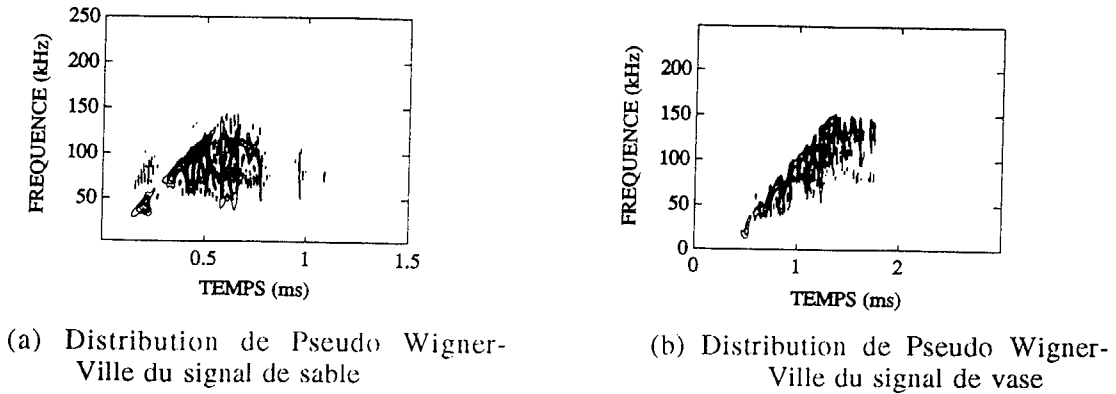 250
200
150
100
50
FREQUENCE (kHz)
0.5
1
1.5
TEMPS (ms)
(a) Distribution de Pseudo Wigner-
Ville du signal de sable
200
150
100
50
0
FREQUENCE (kHz)
0
1
2
TEMPS (ms)
(b) Distribution de Pseudo Wigner-
Ville du signal de vase